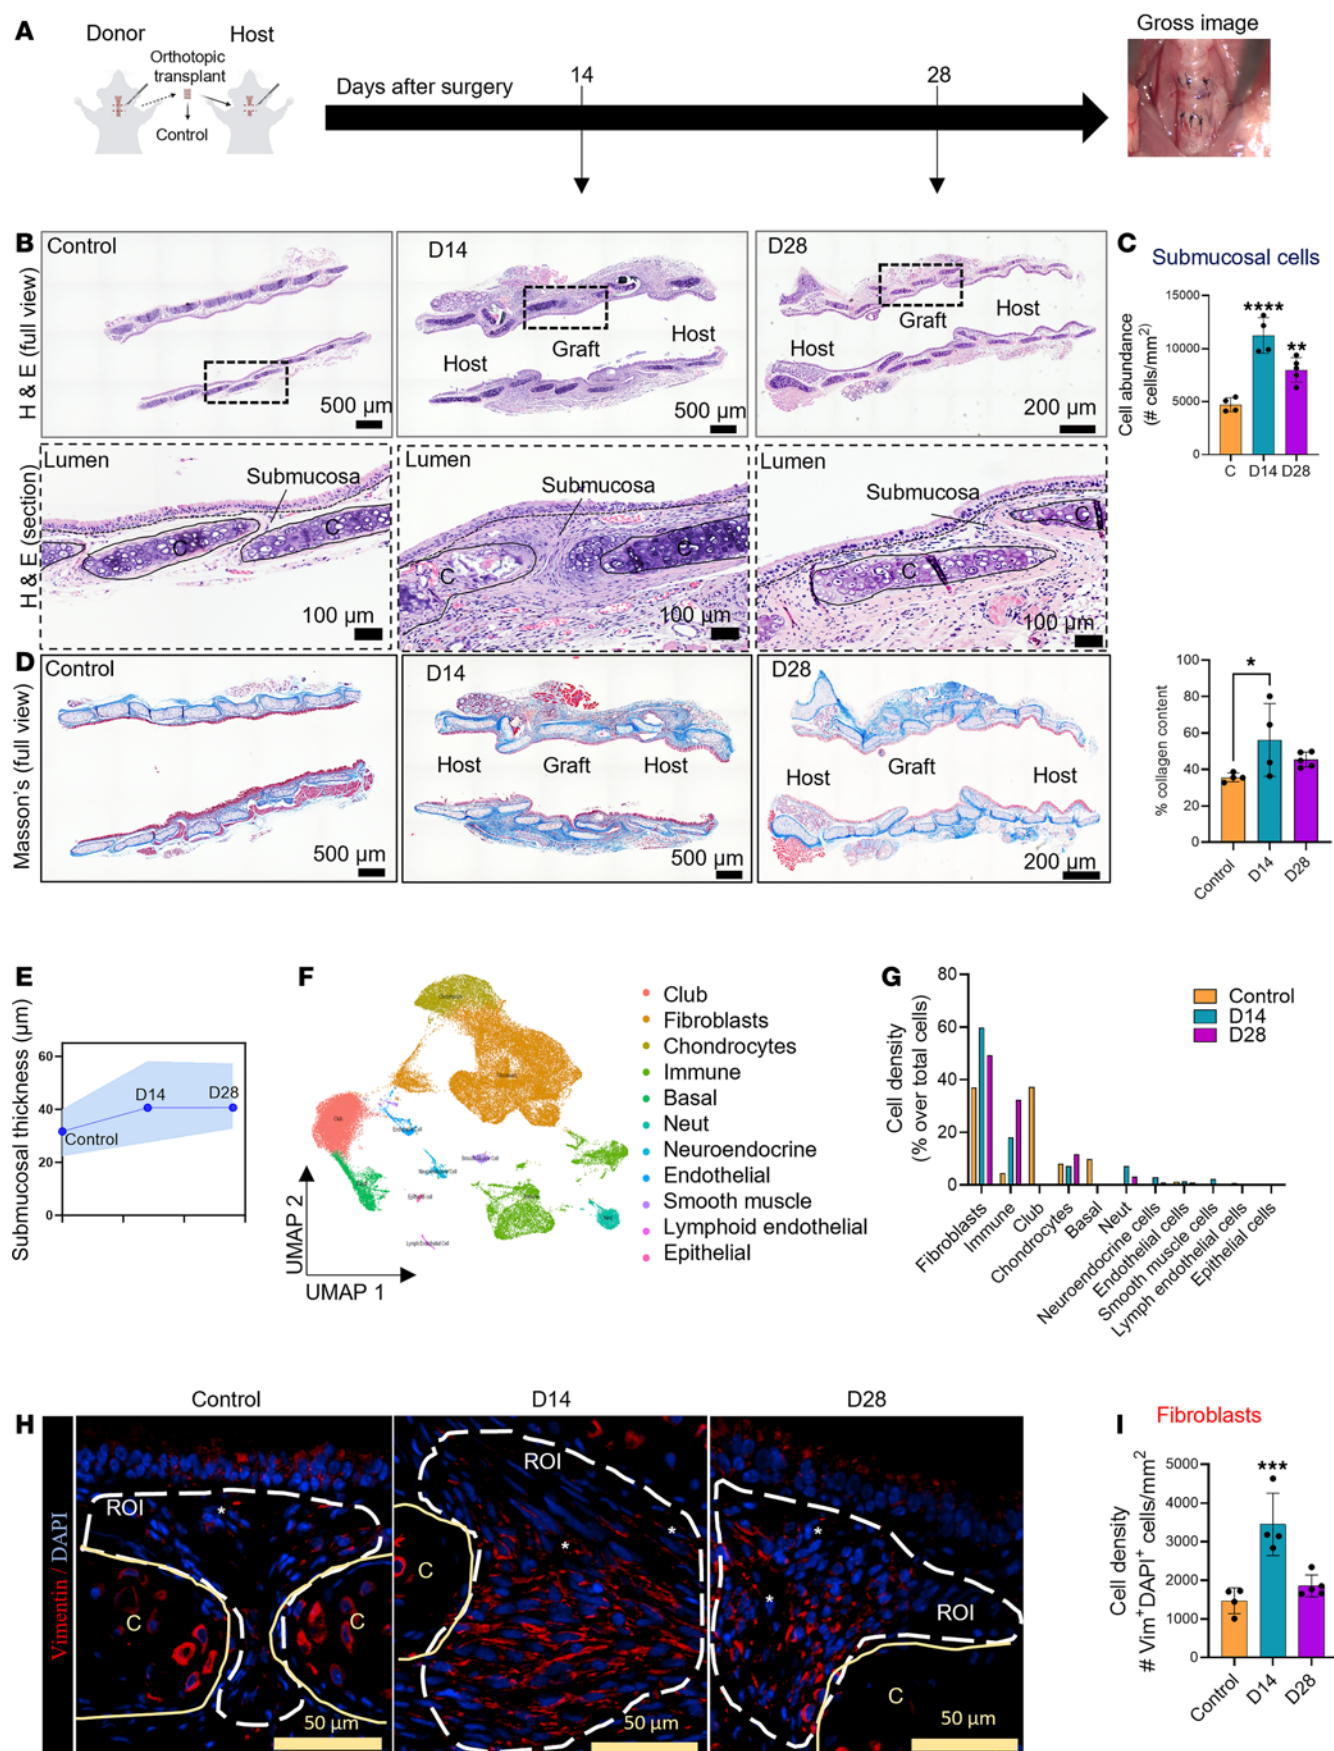 A
Donor
Host
Orthotopic
transplant
Control
Days after surgery
14
28
Gross image
B
H & E (full view)
Control
500 µm
D14
Host
Graft
Host
500 µm
D28
Host
Graft
Host
200 µm
H & E (section)
Lumen
Submucosa
C
C
100 µm
Lumen
Submucosa
C
C
100 µm
Lumen
Submucosa
C
C
100 µm
C
Submucosal cells
Cell abundance
(# cells/mm²)
15000
10000
5000
0
****
**
C
D14
D28
D
Masson's (full view)
Control
500 µm
D14
Host
Graft
Host
500 µm
D28
Host
Graft
Host
200 µm
% collagen content
100
80
60
40
20
0
*
Control
D14
D28
E
Submucosal thickness (µm)
60
40
20
0
Control
D14
D28
F
UMAP 2
UMAP 1
Club
Fibroblasts
Chondrocytes
Immune
Basal
Neut
Neuroendocrine
Endothelial
Smooth muscle
Lymphoid endothelial
Epithelial
G
Cell density
(% over total cells)
80
60
40
20
0
Control
D14
D28
Fibroblasts
Immune
Club
Chondrocytes
Basal
Neut
Neuroendocrine cells
Endothelial cells
Smooth muscle cells
Lymph endothelial cells
Epithelial cells
H
Vimentin / DAPI
Control
ROI
*
C
C
50 µm
D14
ROI
*
*
C
50 µm
D28
*
*
ROI
C
50 µm
I
Fibroblasts
Cell density
# Vim⁺DAPI⁺ cells/mm²
5000
4000
3000
2000
1000
0
***
Control
D14
D28